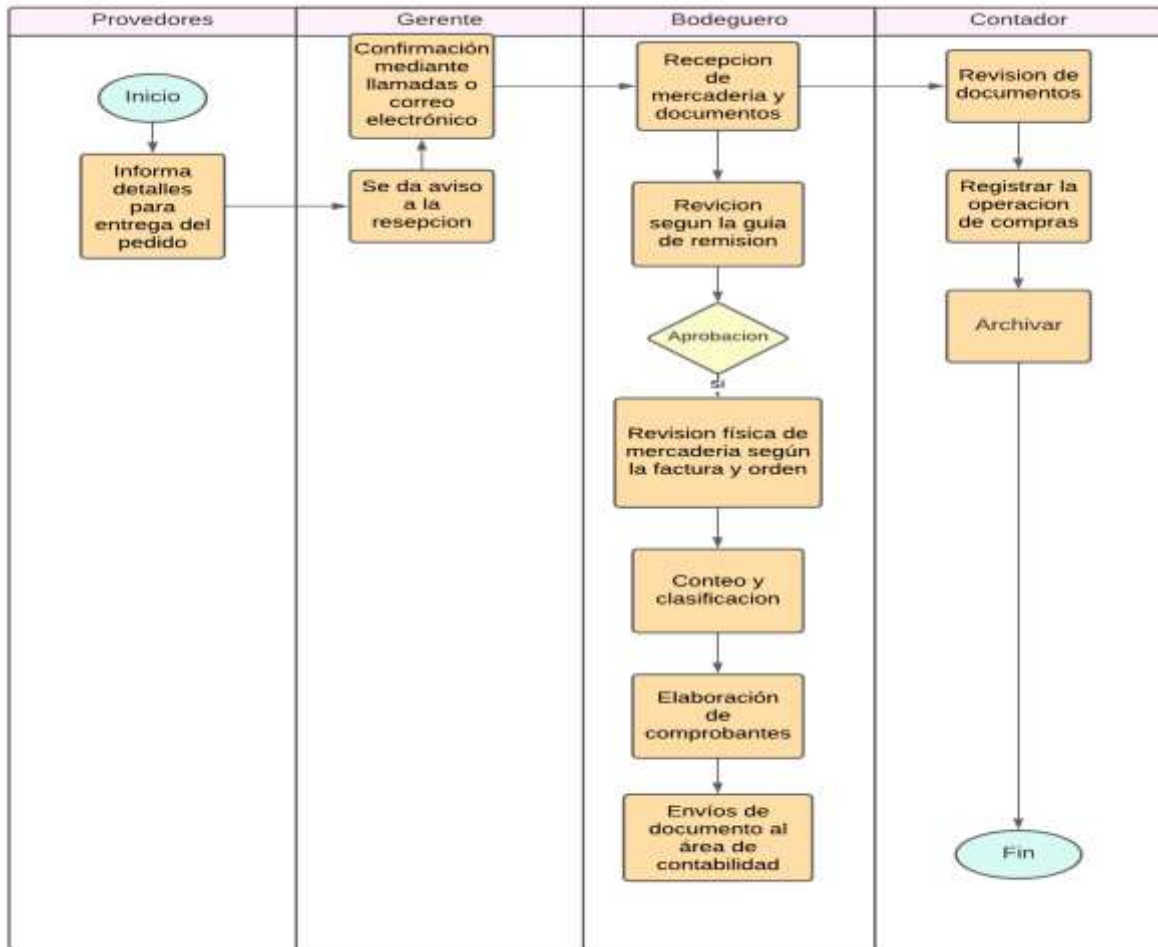 Provedores
Gerente
Bodeguero
Contador
Inicio
Informa
detalles
para
entrega del
pedido
Confirmación
mediante
llamadas o
correo
electrónico
Se da aviso
a la
resepcion
Recepcion
de
mercaderia y
documentos
Revicion
segun la guia
de remision
Aprobacion
si
Revision física de
mercaderia según
la factura y orden
Conteo y
clasificacion
Elaboración
de
comprobantes
Envíos de
documento al
área de
contabilidad
Revision de
documentos
Registrar la
operacion
de compras
Archivar
Fin